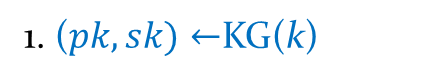 1. (pk, sk) ←KG(k)